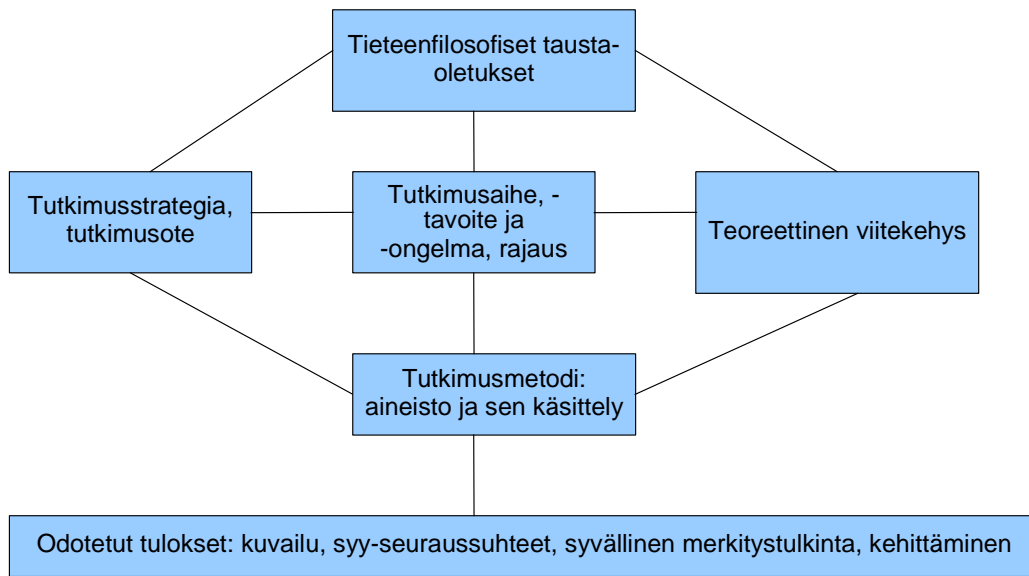 Tieteenfilosofiset tausta-
oletukset
Tutkimusstrategia,
tutkimusote
Tutkimusaihe, -
tavoite ja
-ongelma, rajaus
Teoreettinen viitekehys
Tutkimusmetodi:
aineisto ja sen käsittely
Odotetut tulokset: kuvailu, syy-seuraussuhteet, syvällinen merkitystulkinta, kehittäminen